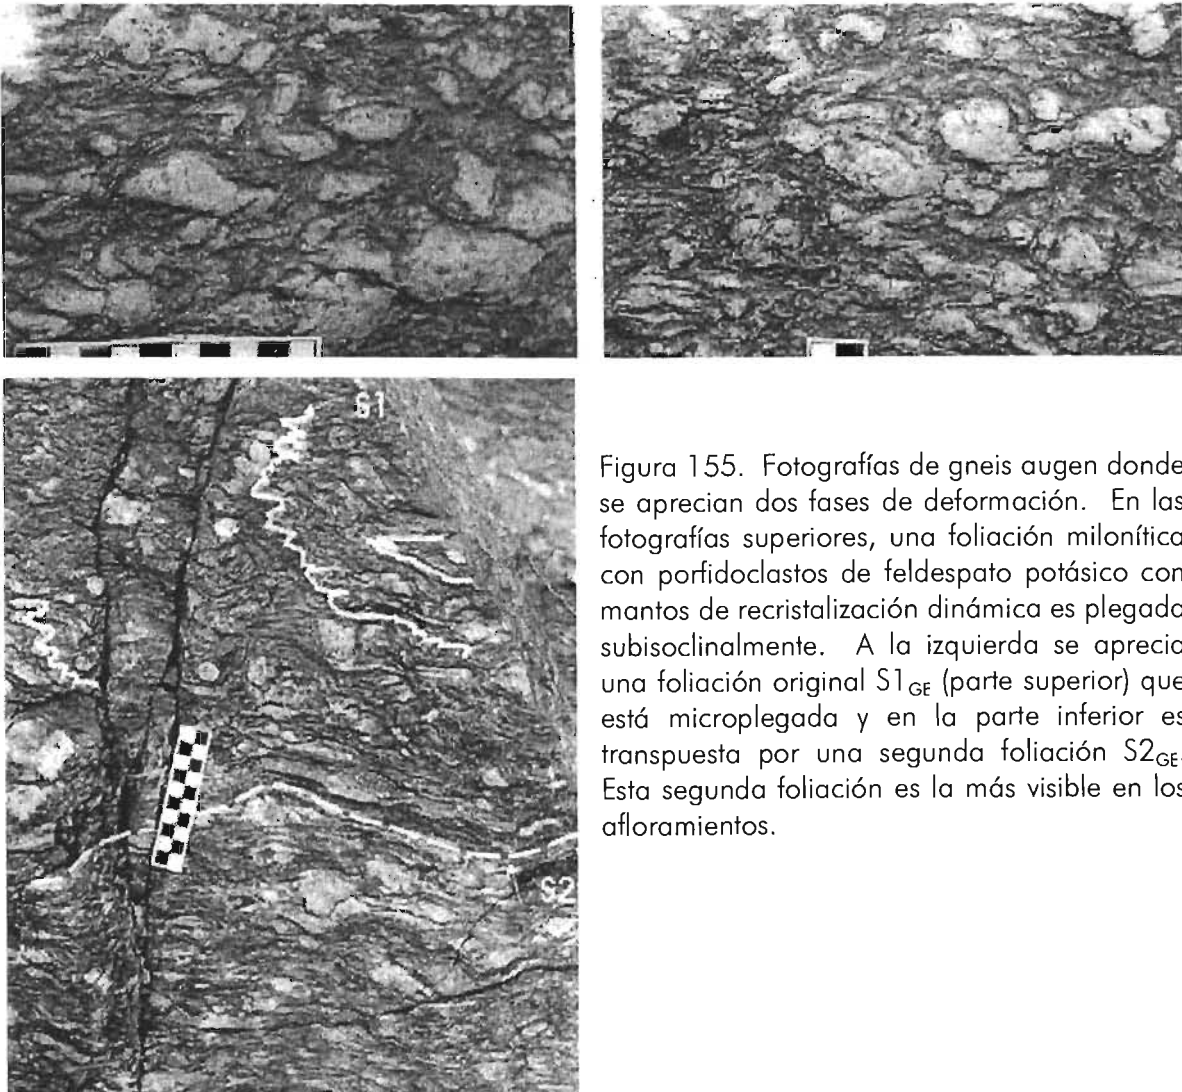 S1
S2
Figura 155. Fotografías de gneis augen donde
se aprecian dos fases de deformación. En las
fotografías superiores, una foliación milonítica
con porfidoclastos de feldespato potásico con
mantos de recristalización dinámica es plegada
subisoclinalmente. A la izquierda se aprecia
una foliación original S1GE (parte superior) que
está microplegada y en la parte inferior es
transpuesta por una segunda foliación S2GE.
Esta segunda foliación es la más visible en los
afloramientos.